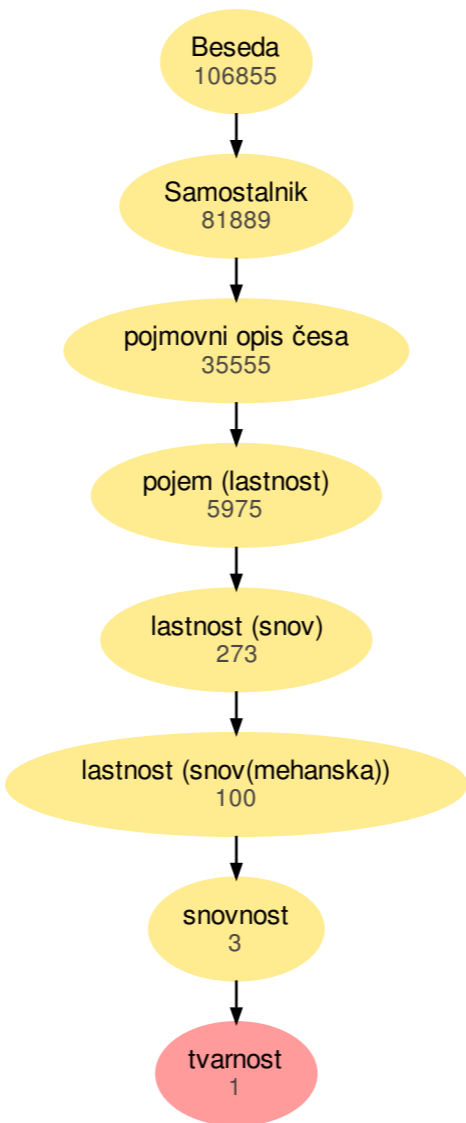 Beseda
106855
Samostalnik
81889
pojmovni opis česa
35555
pojem (lastnost)
5975
lastnost (snov)
273
lastnost (snov(mehanska))
100
snovnost
3
tvarnost
1